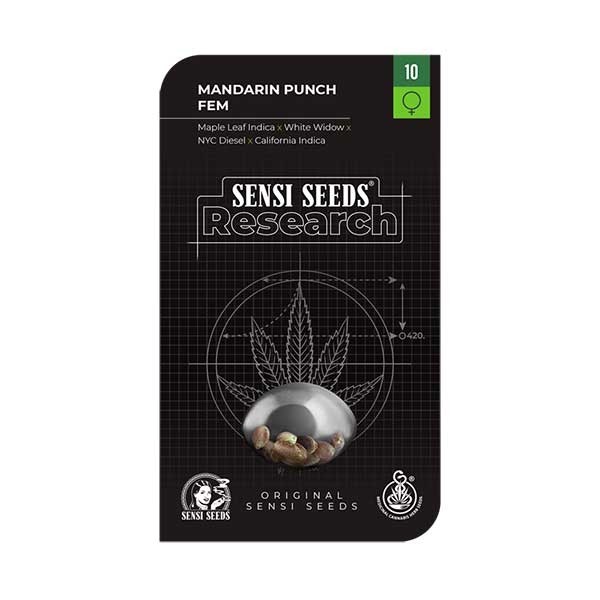 MANDARIN PUNCH
FEM
10
Maple Leaf Indica x White Widow x
NYC Diesel x California Indica
SENSI SEEDS®
Research
O420.
SENSI SEEDS
ORIGINAL
SENSI SEEDS
®